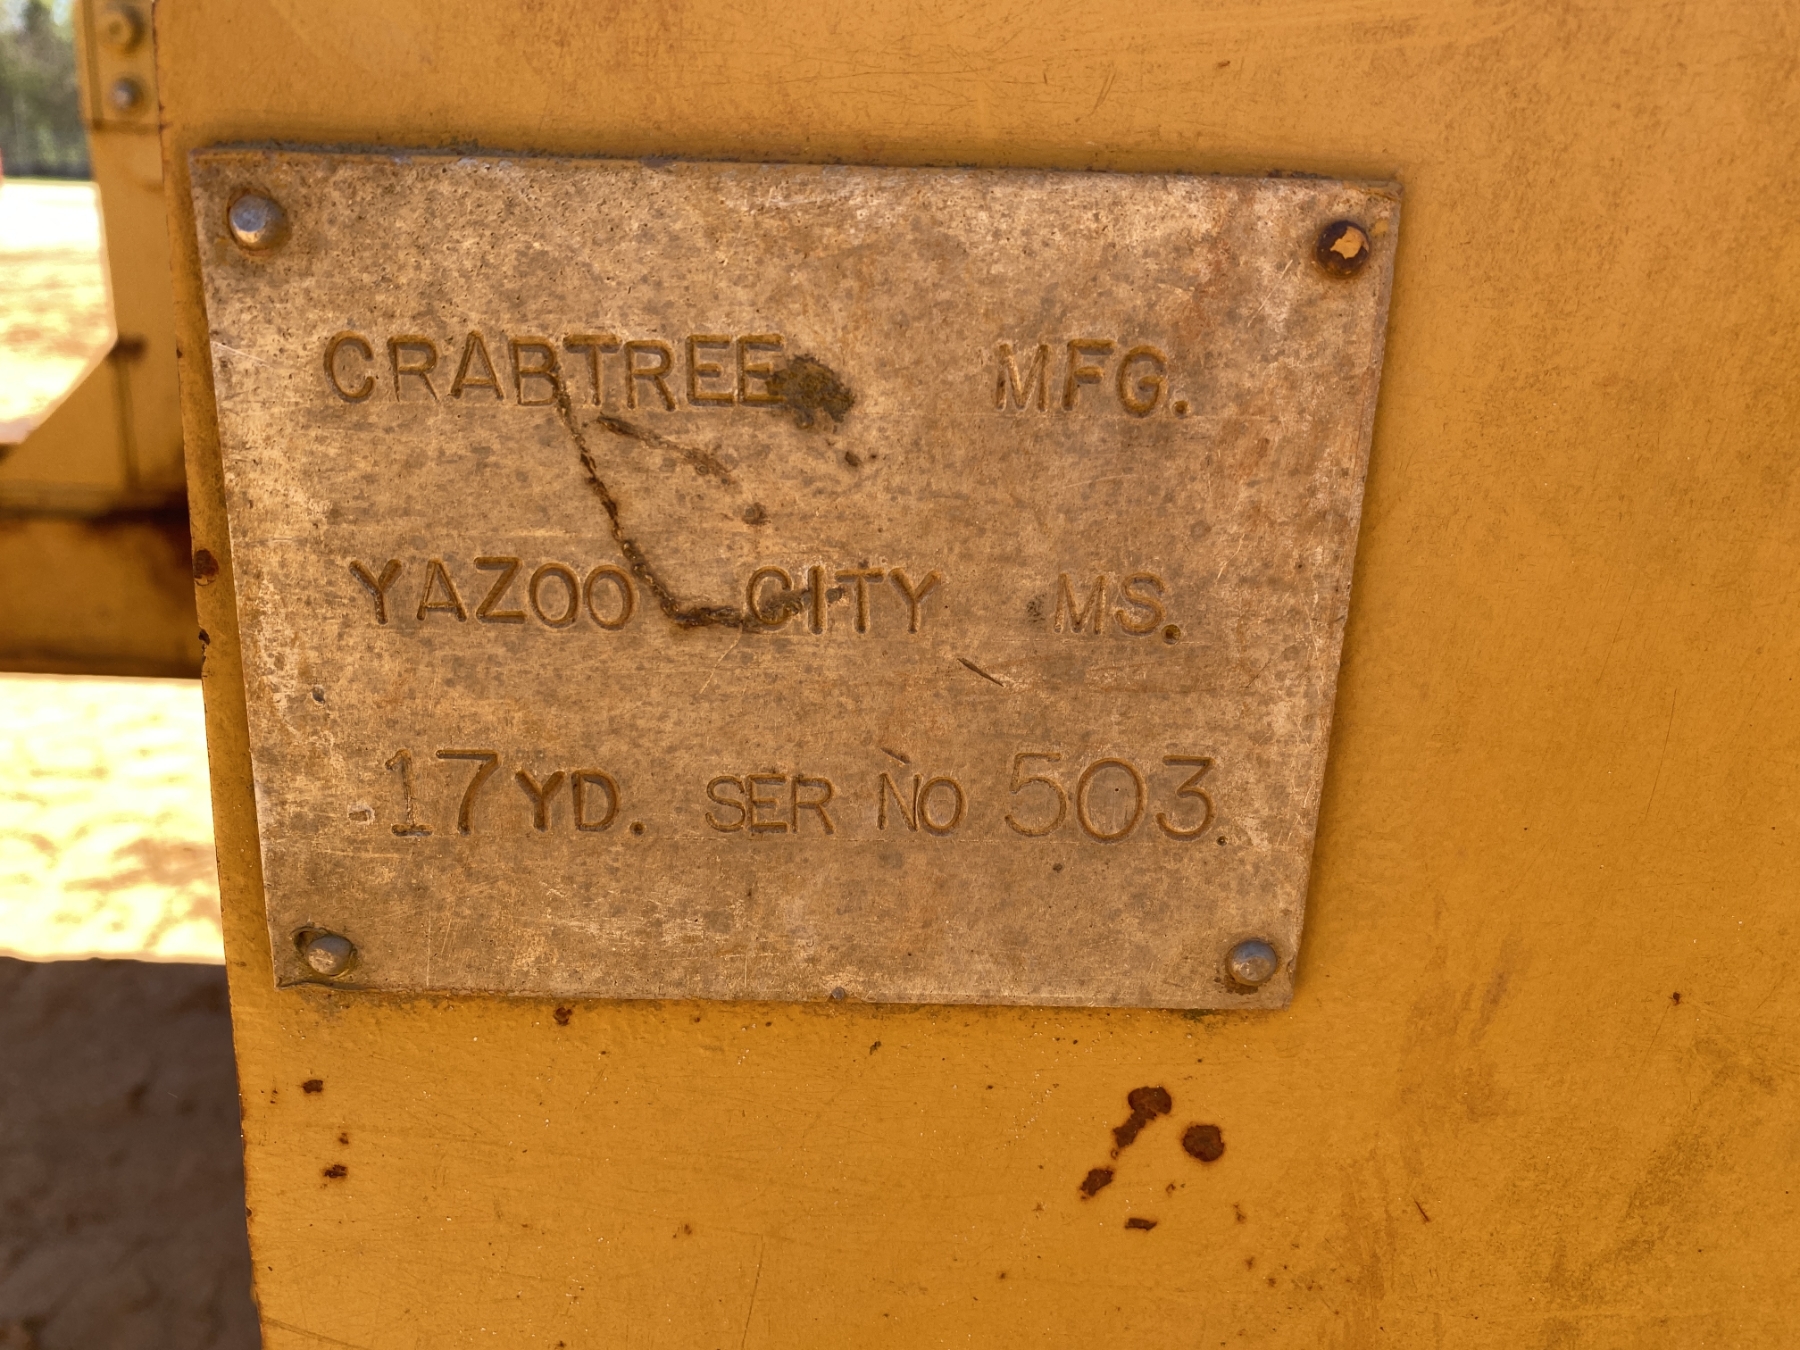 CRABTREE MFG.
YAZOO CITY MS.
17YD. SER NO 503.